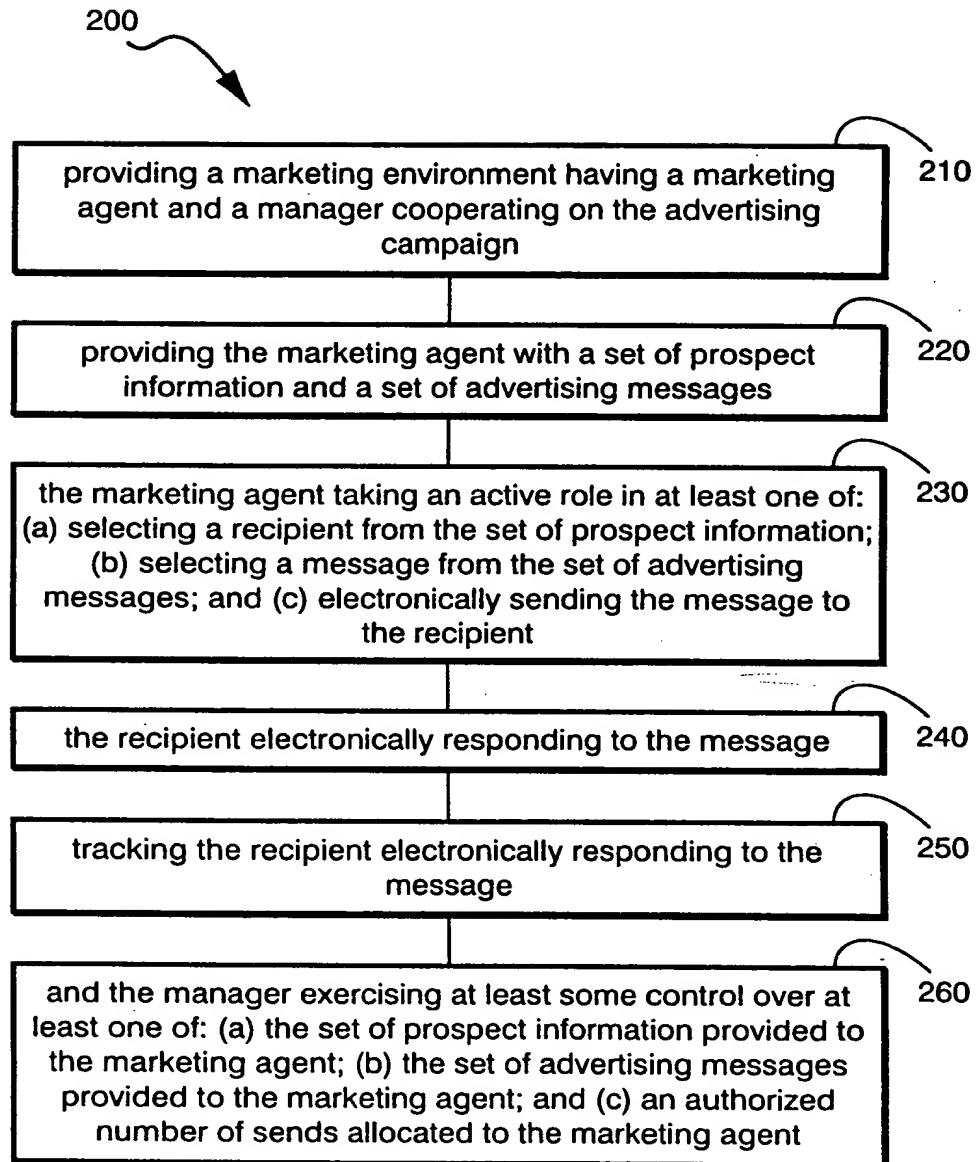 200
providing a marketing environment having a marketing
agent and a manager cooperating on the advertising
campaign
210
providing the marketing agent with a set of prospect
information and a set of advertising messages
220
the marketing agent taking an active role in at least one of:
(a) selecting a recipient from the set of prospect information;
(b) selecting a message from the set of advertising
messages; and (c) electronically sending the message to
the recipient
230
the recipient electronically responding to the message
240
tracking the recipient electronically responding to the
message
250
and the manager exercising at least some control over at
least one of: (a) the set of prospect information provided to
the marketing agent; (b) the set of advertising messages
provided to the marketing agent; and (c) an authorized
number of sends allocated to the marketing agent
260